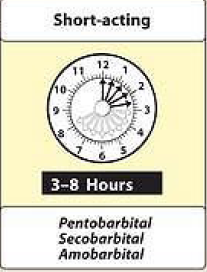 Short-acting
12
11
1
10
2
9
3
8
4
7
5
6
3–8 Hours
Pentobarbital
Secobarbital
Amobarbital